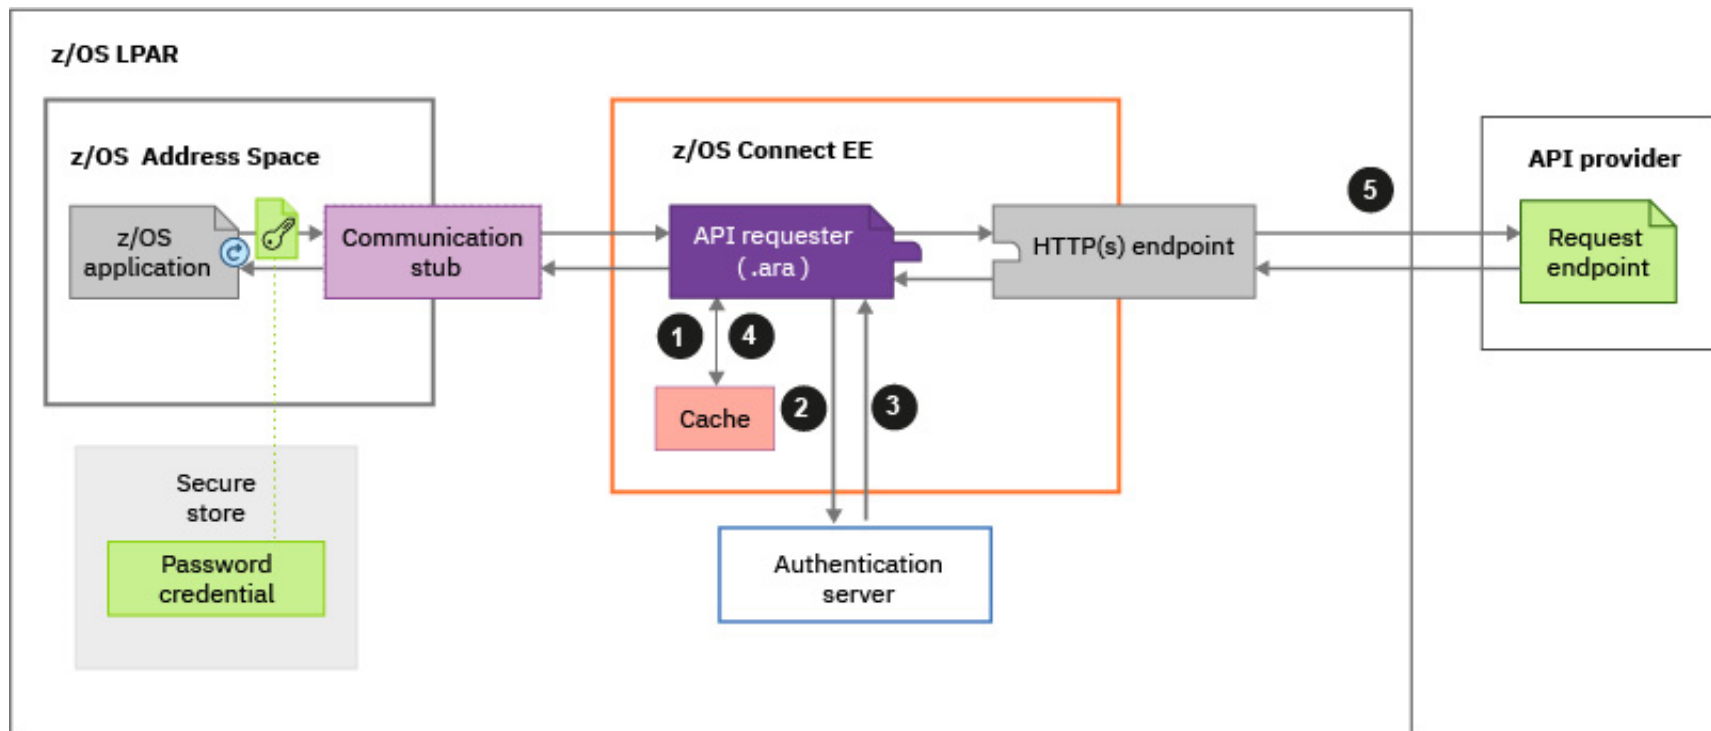 z/OS LPAR
z/OS Address Space
z/OS
application
Communication
stub
z/OS Connect EE
API requester
(.ara)
HTTP(s) endpoint
5
API provider
Request
endpoint
1
4
Cache
2
3
Secure
store
Password
credential
Authentication
server